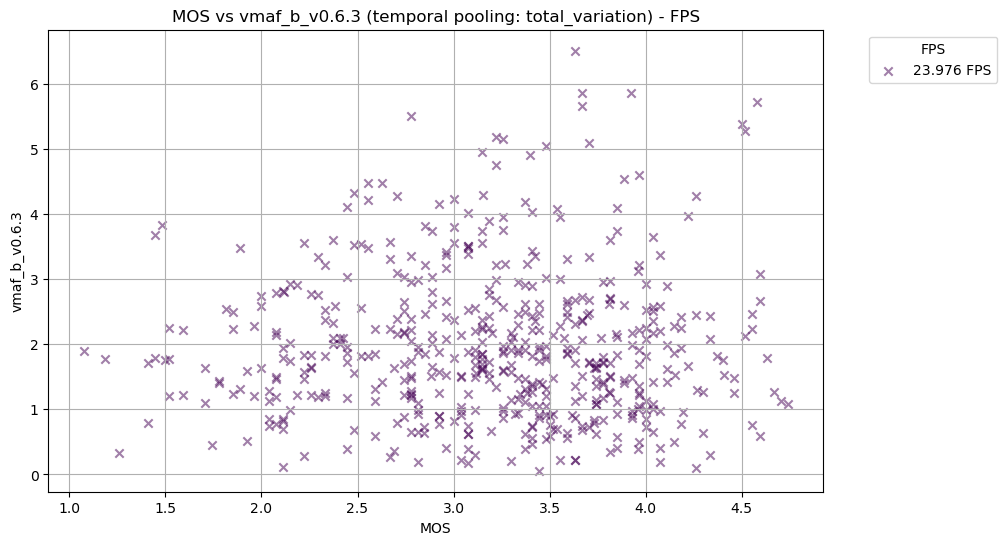 MOS vs vmaf_b_v0.6.3 (temporal pooling: total_variation) - FPS
FPS
23.976 FPS
vmaf_b_v0.6.3
6
5
4
3
2
1
0
1.0 1.5 2.0 2.5 3.0 3.5 4.0 4.5
MOS